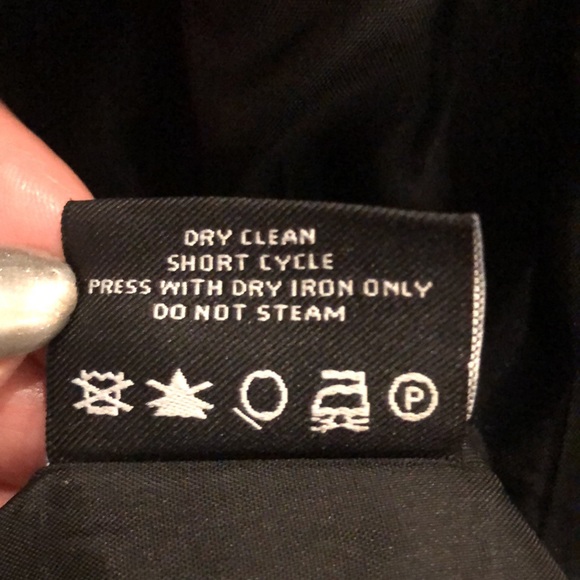 DRY CLEAN
SHORT CYCLE
PRESS WITH DRY IRON ONLY
DO NOT STEAM
P